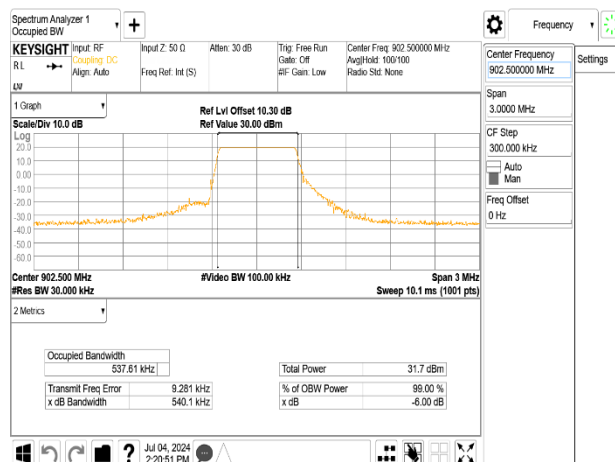 Spectrum Analyzer 1
Occupied BW
Frequency
KEYSIGHT
RL
LNI
Input: RF
Coupling: DC
Align: Auto
Input Z: 50 Ω
Freq Ref: Int (S)
Atten: 30 dB
Trig: Free Run
Gate: Off
#IF Gain: Low
Center Freq: 902.500000 MHz
Avg|Hold: 100/100
Radio Std: None
Center Frequency
902.500000 MHz
Settings
Span
3.0000 MHz
CF Step
300.000 kHz
Auto
Man
Freq Offset
0 Hz
1 Graph
Scale/Div 10.0 dB
Ref Lvl Offset 10.30 dB
Ref Value 30.00 dBm
Log
20.0
10.0
0.00
-10.0
-20.0
-30.0
-40.0
-50.0
-60.0
Center 902.500 MHz
#Res BW 30.000 kHz
#Video BW 100.00 kHz
Span 3 MHz
Sweep 10.1 ms (1001 pts)
2 Metrics
Occupied Bandwidth
537.61 kHz
Transmit Freq Error 9.281 kHz
x dB Bandwidth 540.1 kHz
Total Power 31.7 dBm
% of OBW Power 99.00 %
x dB -6.00 dB
?
Jul 04, 2024
2:20:51 PM